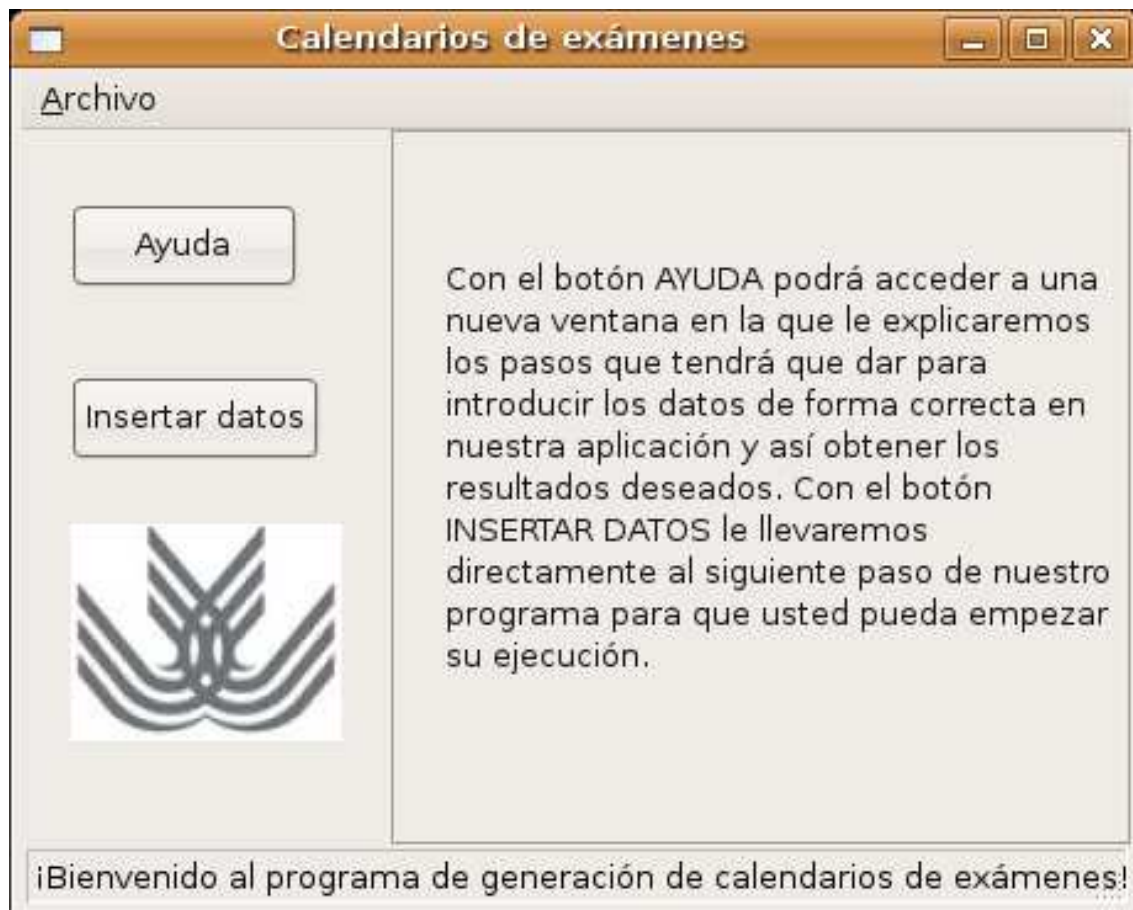 Calendarios de exámenes
Archivo
Ayuda
Insertar datos
Con el botón AYUDA podrá acceder a una
nueva ventana en la que le explicaremos
los pasos que tendrá que dar para
introducir los datos de forma correcta en
nuestra aplicación y así obtener los
resultados deseados. Con el botón
INSERTAR DATOS le llevaremos
directamente al siguiente paso de nuestro
programa para que usted pueda empezar
su ejecución.
¡Bienvenido al programa de generación de calendarios de exámenes!